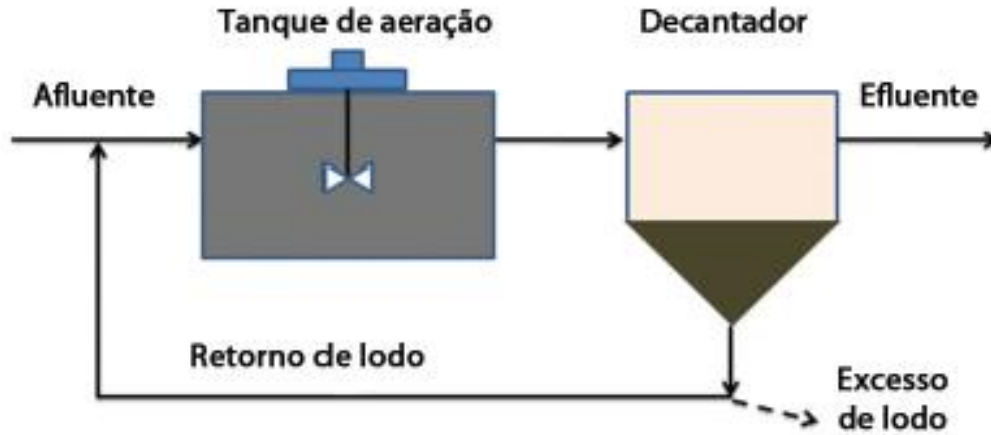 Tanque de aeração
Decantador
Afluente
Efluente
Retorno de lodo
Excesso
de lodo